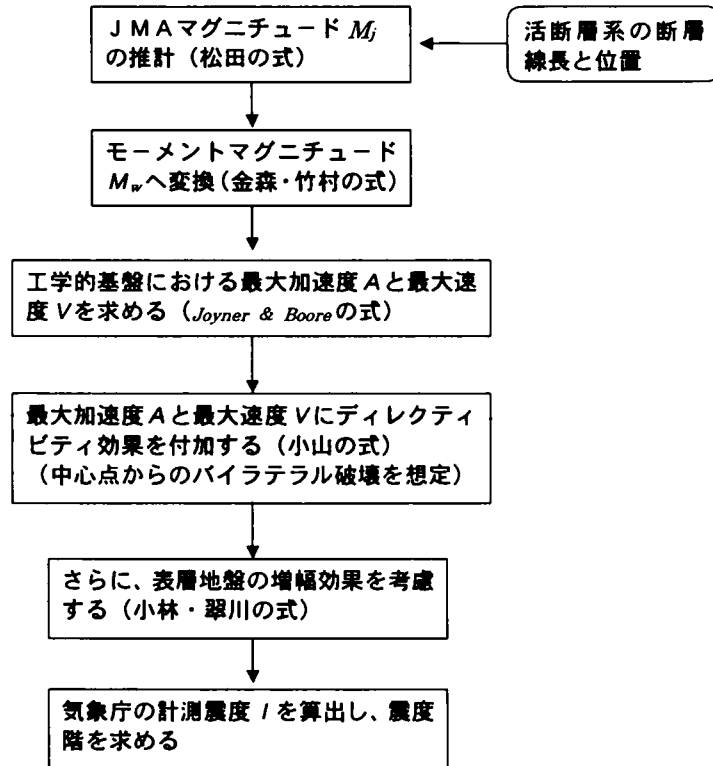 JMAマグニチュード Mj
の推計（松田の式）
活断層系の断層
線長と位置
モーメントマグニチュード
Mwへ変換（金森・竹村の式）
工学的基盤における最大加速度Aと最大速
度Vを求める（Joyner & Booreの式）
最大加速度Aと最大速度Vにディレクティ
ビティ効果を付加する（小山の式）
（中心点からのバイラテラル破壊を想定）
さらに、表層地盤の増幅効果を考慮
する（小林・翠川の式）
気象庁の計測震度Iを算出し、震度
階を求める